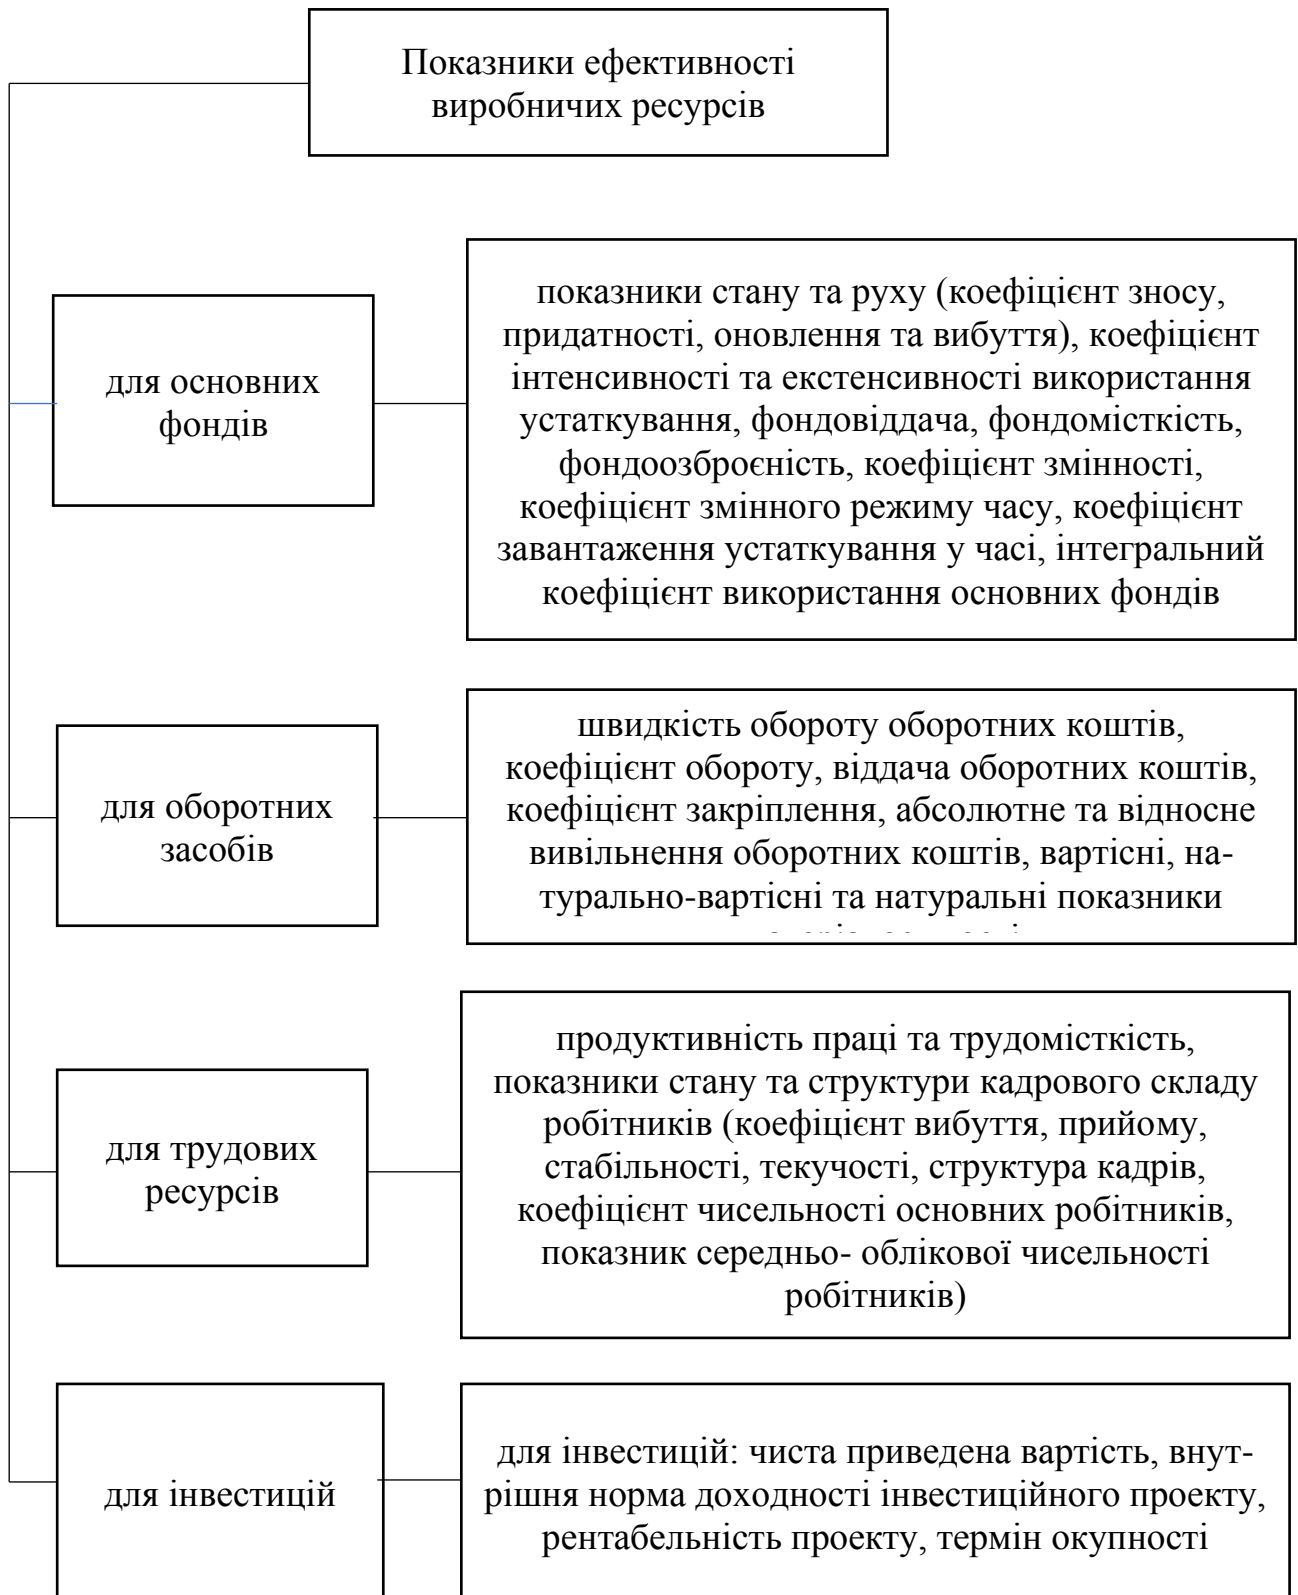 Показники ефективності
виробничих ресурсів
для основних
фондів
показники стану та руху (коефіцієнт зносу,
придатності, оновлення та вибуття), коефіцієнт
інтенсивності та екстенсивності використання
устаткування, фондовіддача, фондомісткість,
фондоозброєність, коефіцієнт змінності,
коефіцієнт змінного режиму часу, коефіцієнт
завантаження устаткування у часі, інтегральний
коефіцієнт використання основних фондів
для оборотних
засобів
швидкість обороту оборотних коштів,
коефіцієнт обороту, віддача оборотних коштів,
коефіцієнт закріплення, абсолютне та відносне
вивільнення оборотних коштів, вартісні, на-
турально-вартісні та натуральні показники
для трудових
ресурсів
продуктивність праці та трудомісткість,
показники стану та структури кадрового складу
робітників (коефіцієнт вибуття, прийому,
стабільності, текучості, структура кадрів,
коефіцієнт чисельності основних робітників,
показник середньо- облікової чисельності
робітників)
для інвестицій
для інвестицій: чиста приведена вартість, внут-
рішня норма доходності інвестиційного проекту,
рентабельність проекту, термін окупності